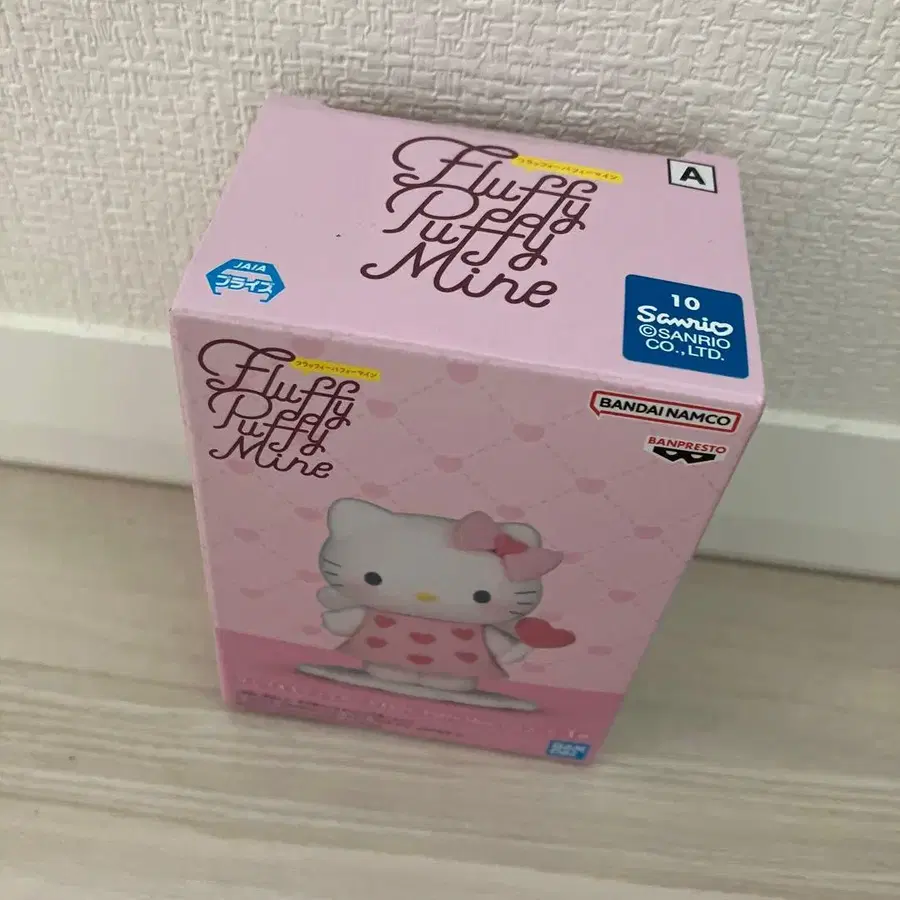 フラッフィーパフィーマイン
Fluffy
Puffy
Mine
A
JAIA
プライズ
10
Sanrio
©SANRIO
CO.,LTD.
フラッフィーパフィーマイン
Fluffy
Puffy
Mine
BANDAI NAMCO
BANPRESTO
BAN
DAI